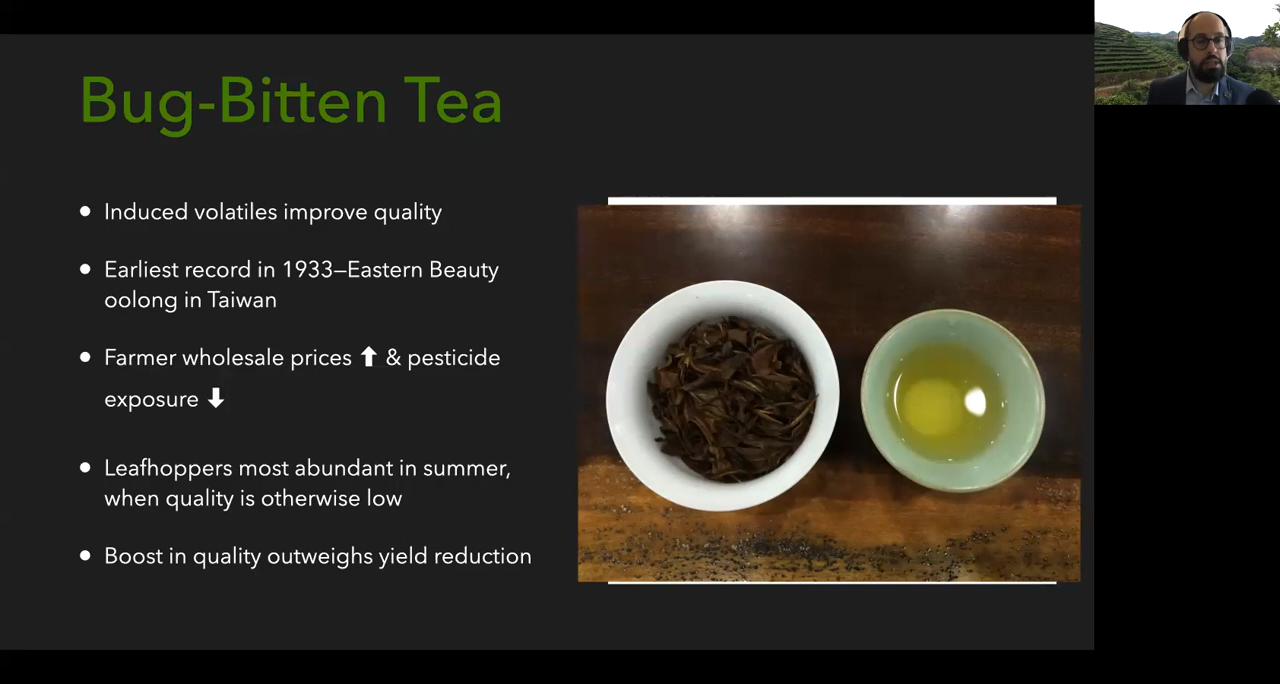 Bug-Bitten Tea
• Induced volatiles improve quality
• Earliest record in 1933—Eastern Beauty
oolong in Taiwan
• Farmer wholesale prices ⬆ & pesticide
exposure ⬇
• Leafhoppers most abundant in summer,
when quality is otherwise low
• Boost in quality outweighs yield reduction